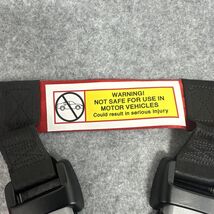 WARNING!
NOT SAFE FOR USE IN
MOTOR VEHICLES
Could result in serious injury